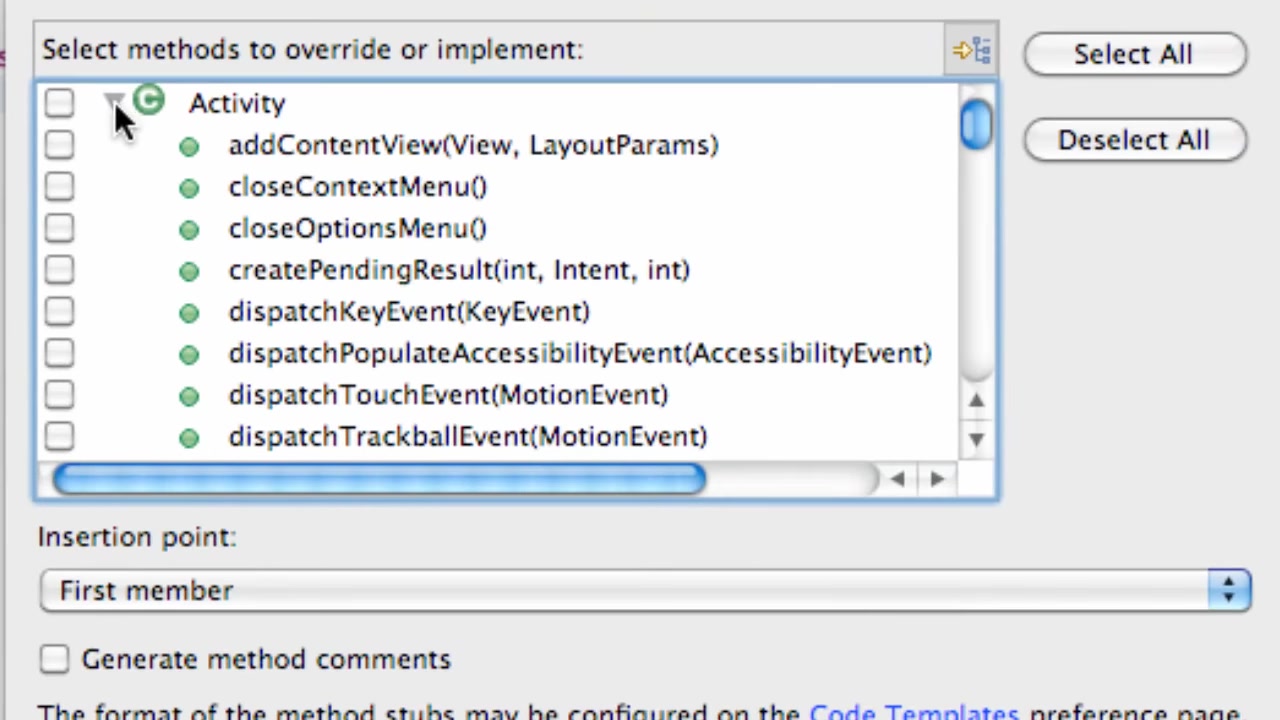 Select methods to override or implement:
Select All
Activity
addContentView(View, LayoutParams)
Deselect All
closeContextMenu()
closeOptionsMenu()
createPendingResult(int, Intent, int)
dispatchKeyEvent(KeyEvent)
dispatchPopulateAccessibilityEvent(AccessibilityEvent)
dispatchTouchEvent(MotionEvent)
dispatchTrackballEvent(MotionEvent)
Insertion point:
First member
Generate method comments
The format of the method stubs may be configured on the Code Templates preference page.